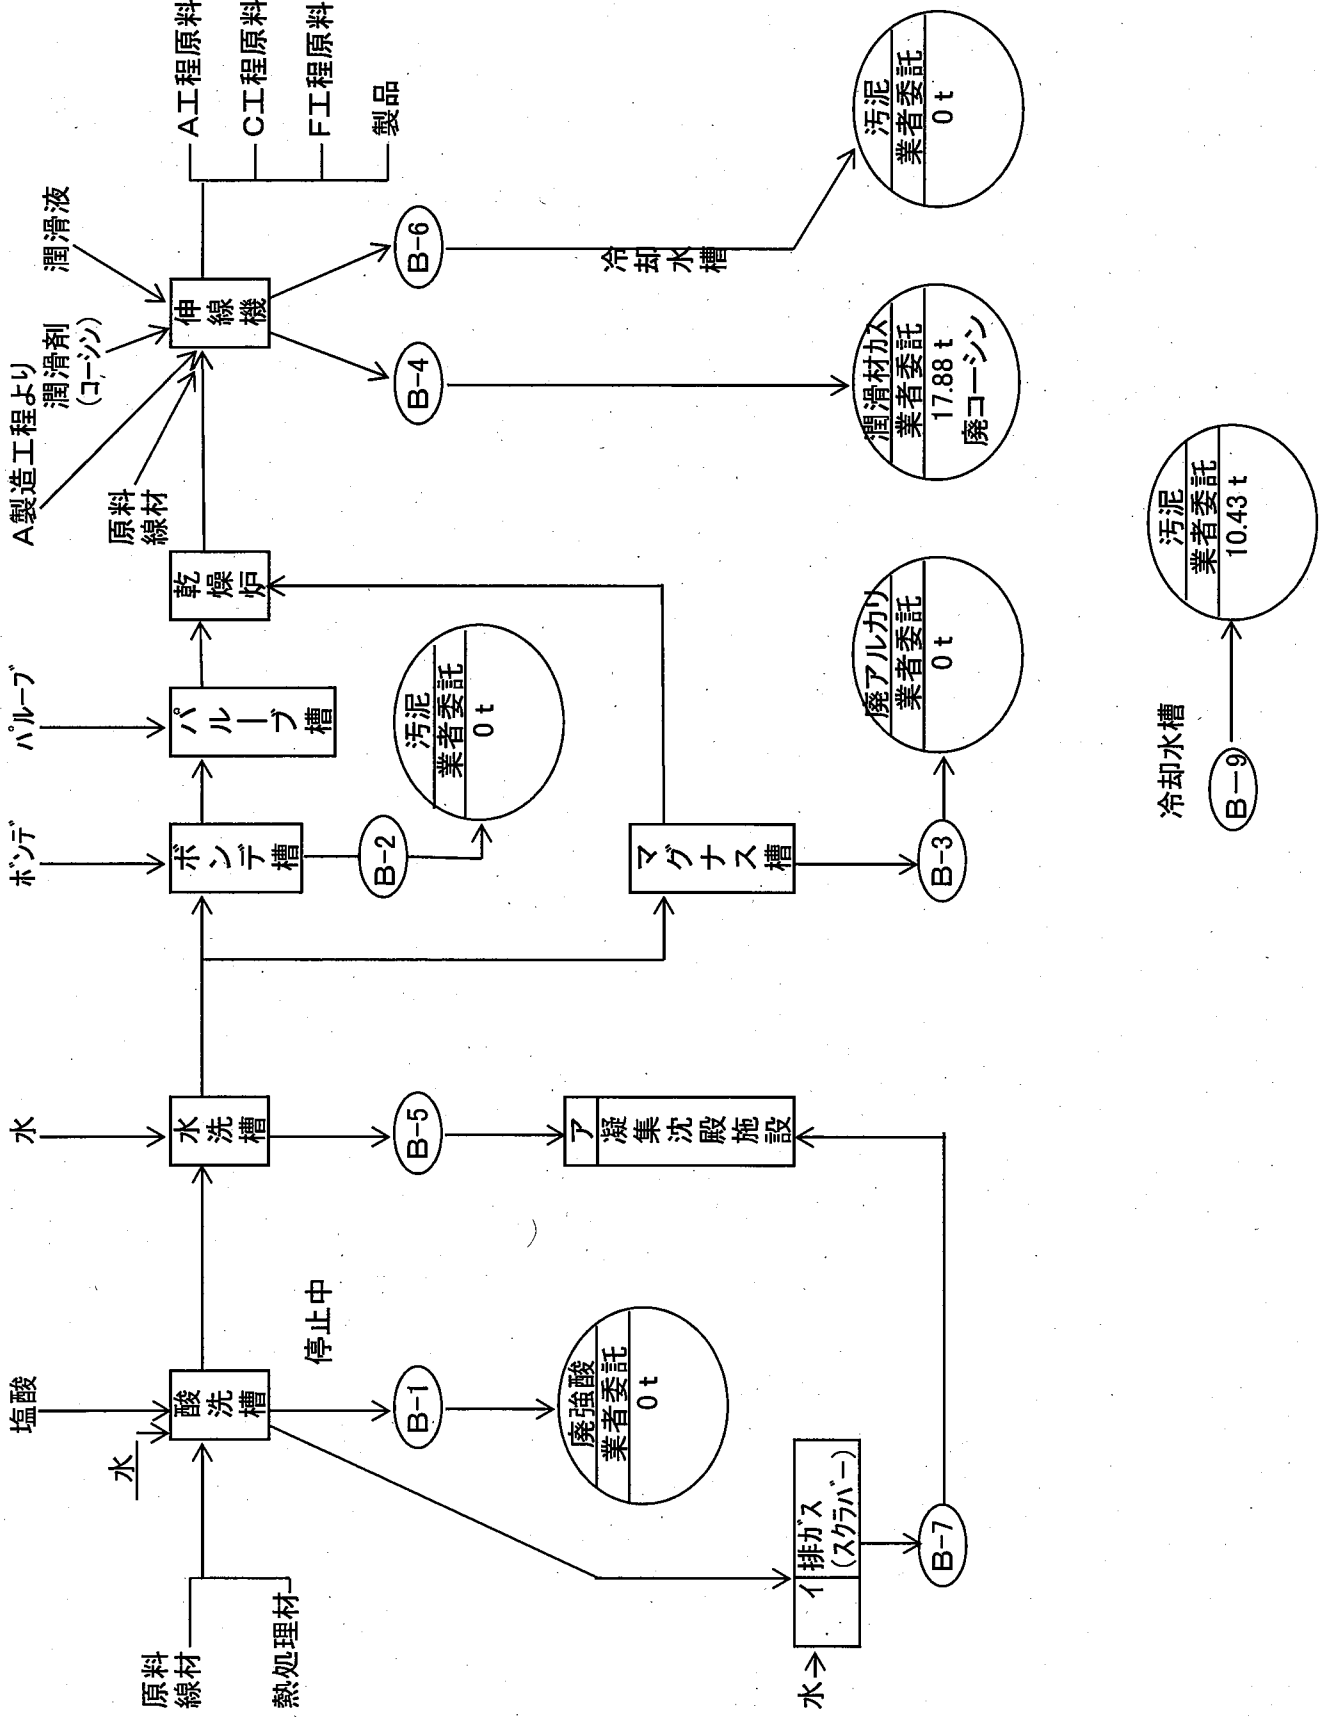 原料
線材
熱処理材
水
塩酸
酸洗槽
停止中
B-1
廃強酸
業者委託
0 t
水→
イ 排ガス
(スクラバー)
B-7
水
水洗槽
B-5
ア 凝集沈殿施設
ボンデ
ボンデ槽
B-2
汚泥
業者委託
0 t
マグナス槽
B-3
廃アルカリ
業者委託
0 t
パルーブ
パルーブ槽
乾燥炉
A製造工程より
原料
線材
潤滑剤
(コーシン)
潤滑液
伸線機
B-4
潤滑材カス
業者委託
17.88 t
廃コーシン
B-6
冷却水槽
汚泥
業者委託
0 t
A工程原料
C工程原料
F工程原料
製品
冷却水槽
B-9
汚泥
業者委託
10.43 t